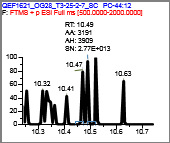 QEF1621_OG28_T3-25-2-7_SC PC-44:12
F: FTMS + p ESI Full ms [500.0000-2000.0000]
RT: 10.49
AA: 3191
AH: 3909
SN: 2.77E+013
100
80
60
40
20
0
10.32
10.41
10.47
10.63
10.3 10.4 10.5 10.6 10.7